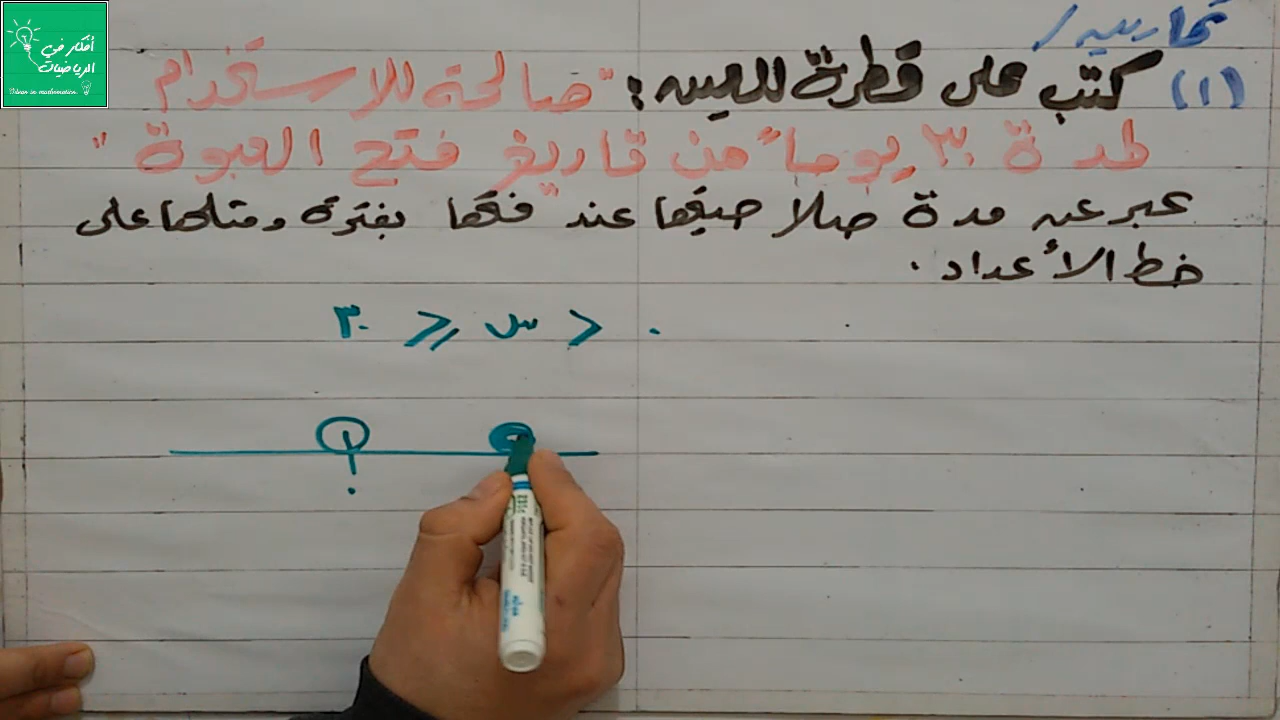 أفكار في
الرياضيات
Ideas in mathematics
تمارين /
(١) كتب على قطرة للعين : "صالحة للاستخدام
لمدة ٣٠ يوماً من تاريخ فتح العبوة"
عبر عن مدة صلاحيتها عند فتحها بفترة ومثلها على
خط الأعداد .
٠ < س ≤ ٣٠
٠